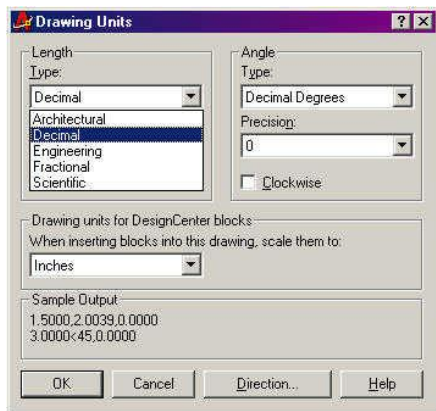 Drawing Units
Length
Type:
Decimal
Architectural
Decimal
Engineering
Fractional
Scientific
Angle
Type:
Decimal Degrees
Precision:
0
Clockwise
Drawing units for DesignCenter blocks
When inserting blocks into this drawing, scale them to:
Inches
Sample Output
1.5000,2.0039,0.0000
3.0000<45,0.0000
OK Cancel Direction... Help